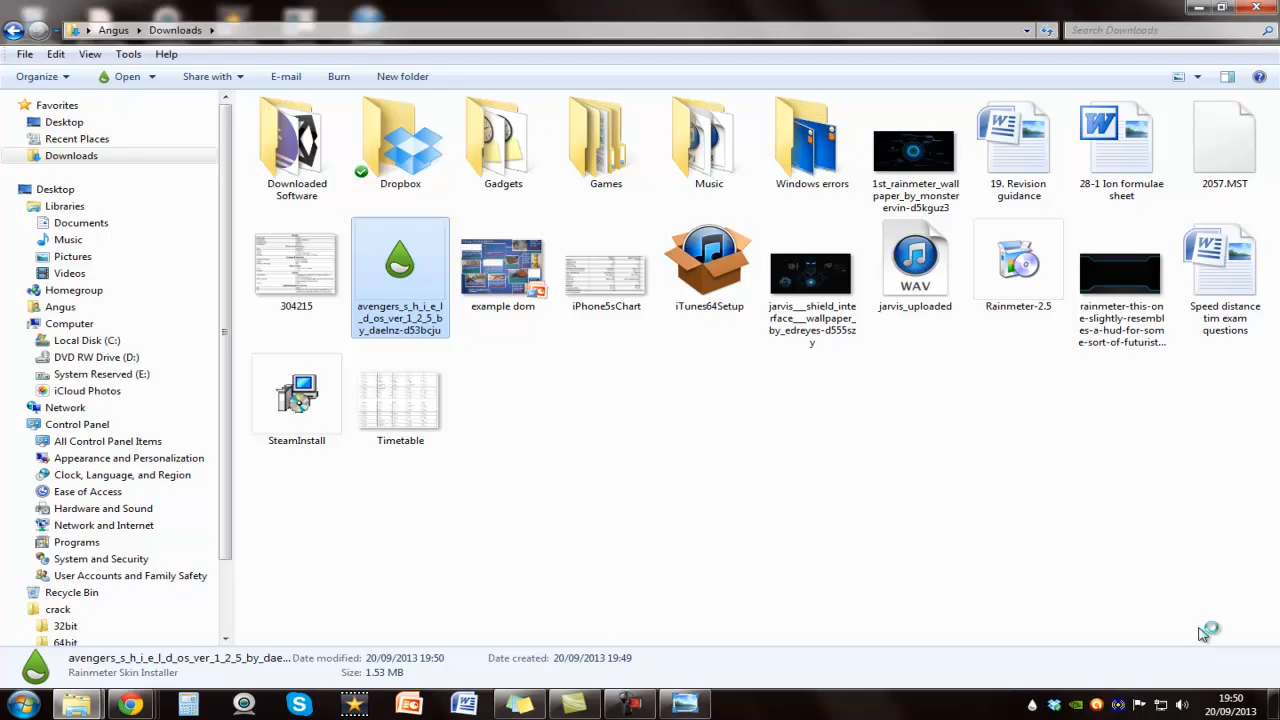 Angus
Downloads
Search Downloads
File
Edit
View
Tools
Help
Organize
Open
Share with
E-mail
Burn
New folder
Favorites
Desktop
Recent Places
Downloads
Desktop
Libraries
Documents
Music
Pictures
Videos
Homegroup
Angus
Computer
Local Disk (C:)
DVD RW Drive (D:)
System Reserved (E:)
iCloud Photos
Network
Control Panel
All Control Panel Items
Appearance and Personalization
Clock, Language, and Region
Ease of Access
Hardware and Sound
Network and Internet
Programs
System and Security
User Accounts and Family Safety
Recycle Bin
crack
32bit
64bit
Downloaded
Software
Dropbox
Gadgets
Games
Music
Windows errors
1st_rainmeter_wall
paper_by_monster
ervin-d5kguz3
19. Revision
guidance
28-1 Ion formulae
sheet
2057.MST
304215
avengers_s_h_i_e_l
_d_os_ver_1_2_5_b
y_daelnz-d53bcju
example dom
iPhone5sChart
iTunes64Setup
jarvis___shield_inte
rface___wallpaper_
by_edreyes-d555sz
y
WAV
jarvis_uploaded
Rainmeter-2.5
rainmeter-this-on
e-slightly-resembl
es-a-hud-for-som
e-sort-of-futurist...
Speed distance
tim exam
questions
SteamInstall
Timetable
avengers_s_h_i_e_l_d_os_ver_1_2_5_by_dae...
Date modified: 20/09/2013 19:50
Date created: 20/09/2013 19:49
Rainmeter Skin Installer
Size: 1.53 MB
19:50
20/09/2013